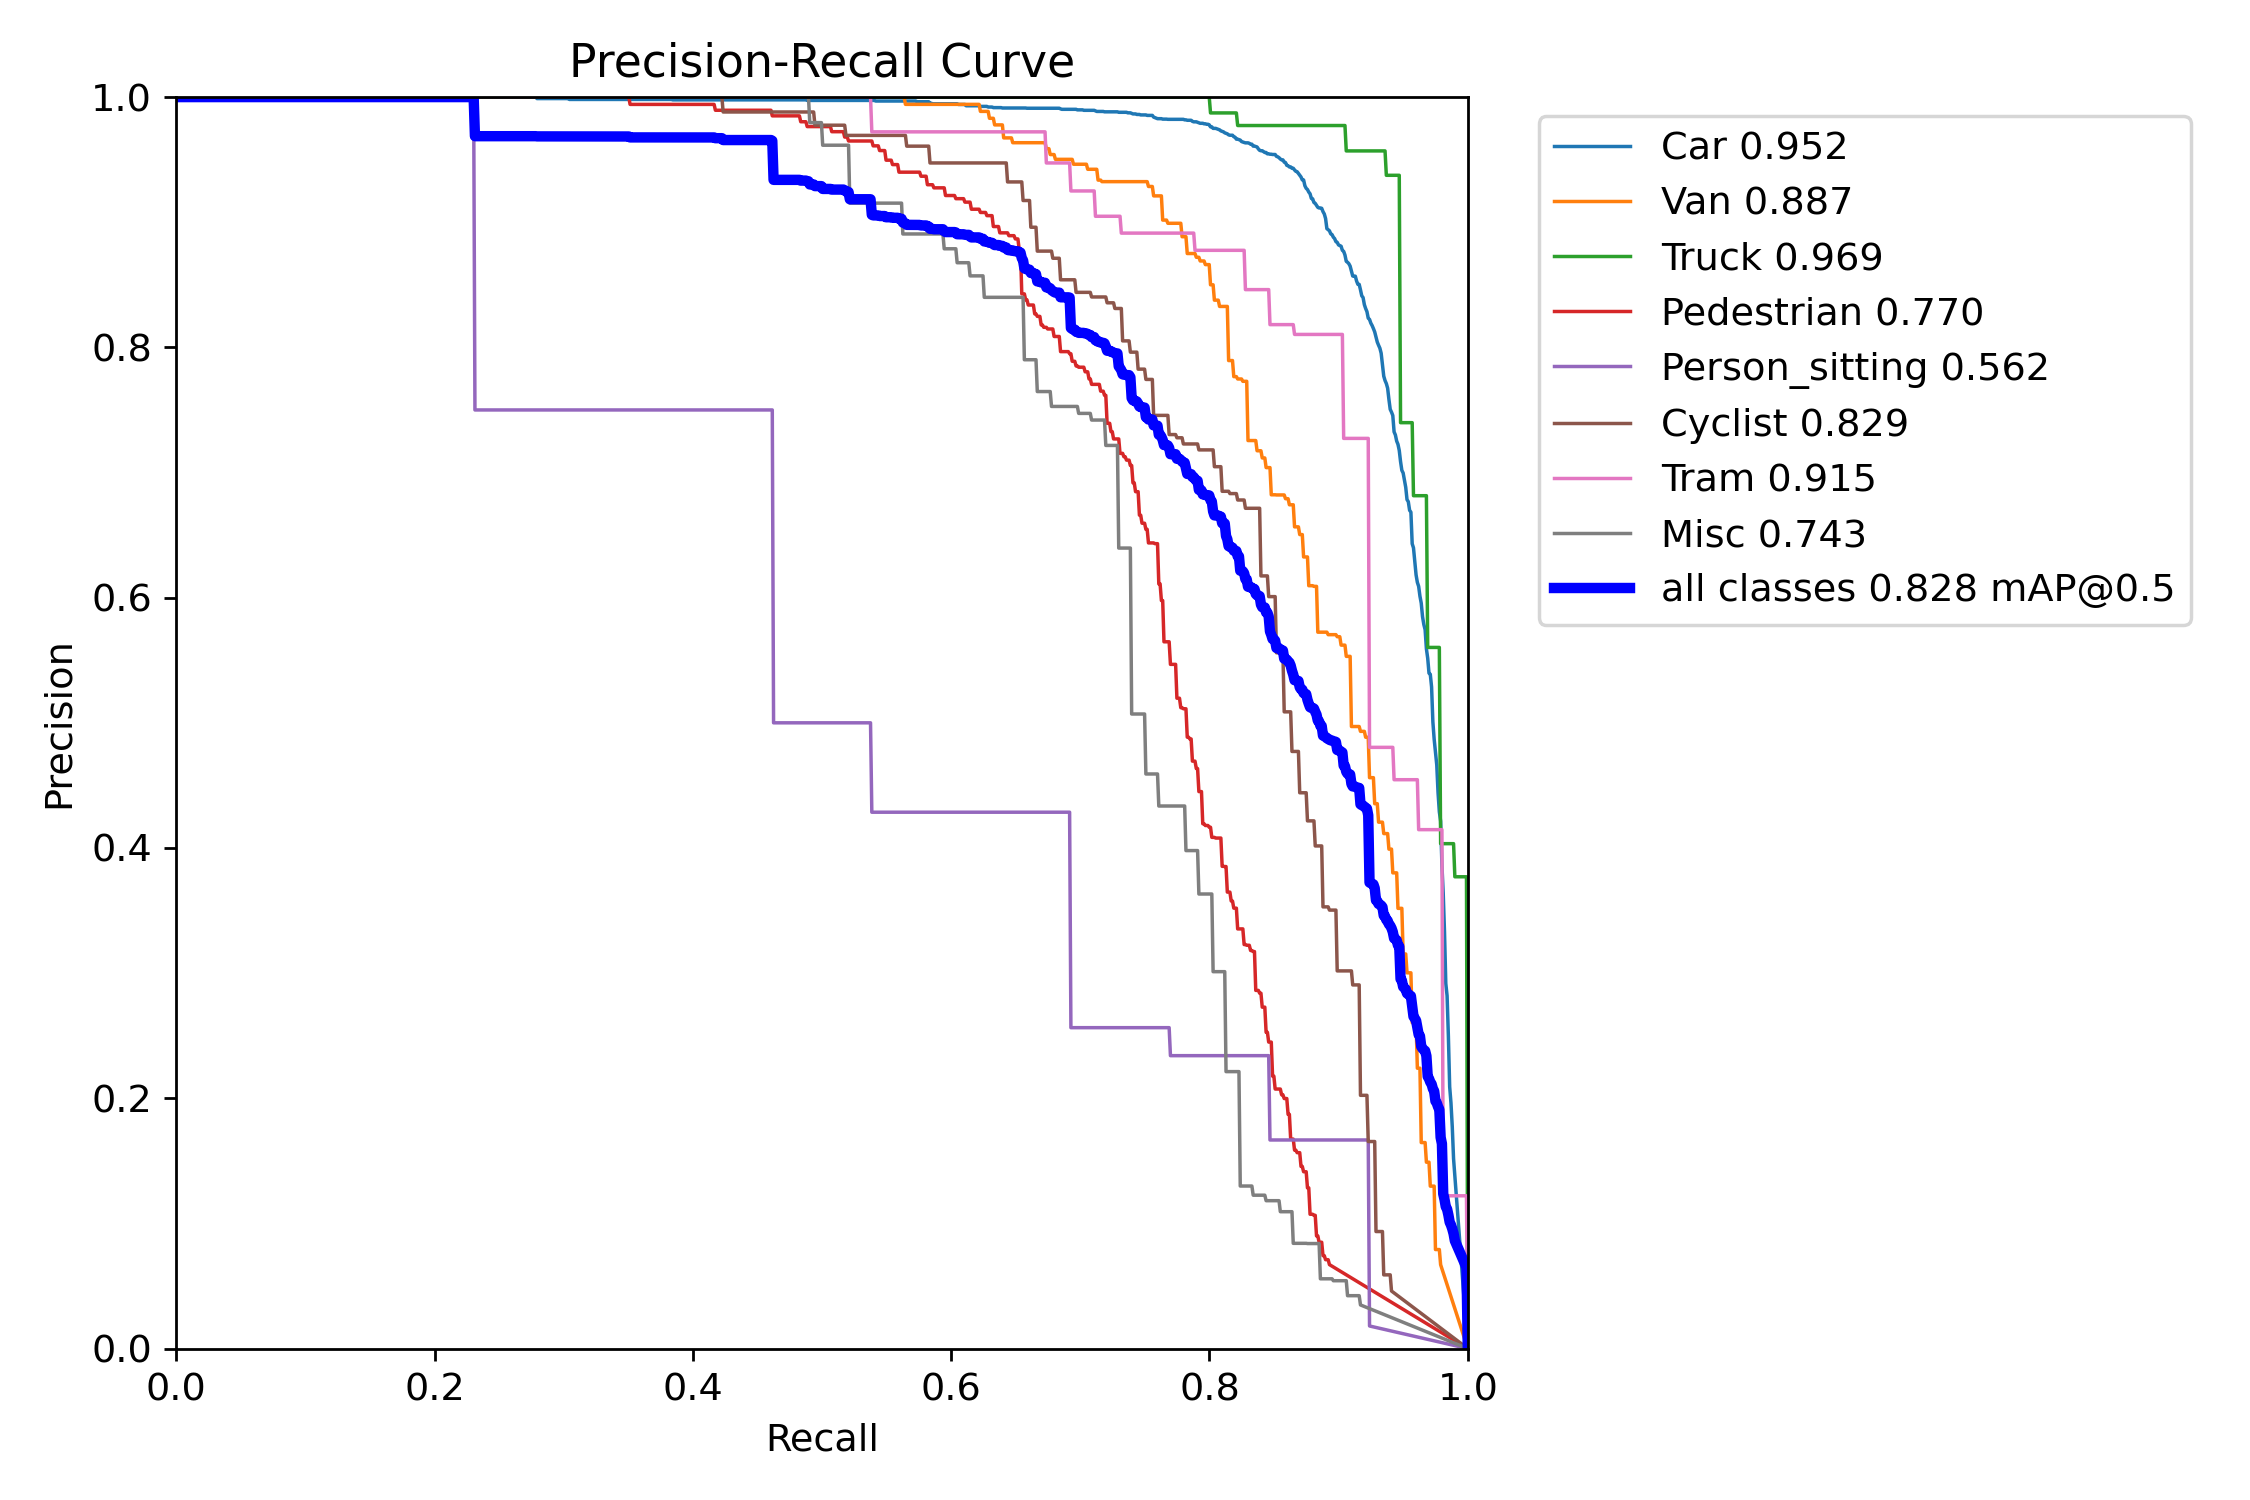 Precision-Recall Curve
1.0
0.8
0.6
0.4
0.2
0.0
Precision
0.0 0.2 0.4 0.6 0.8 1.0
Recall
Car 0.952
Van 0.887
Truck 0.969
Pedestrian 0.770
Person_sitting 0.562
Cyclist 0.829
Tram 0.915
Misc 0.743
all classes 0.828 mAP@0.5